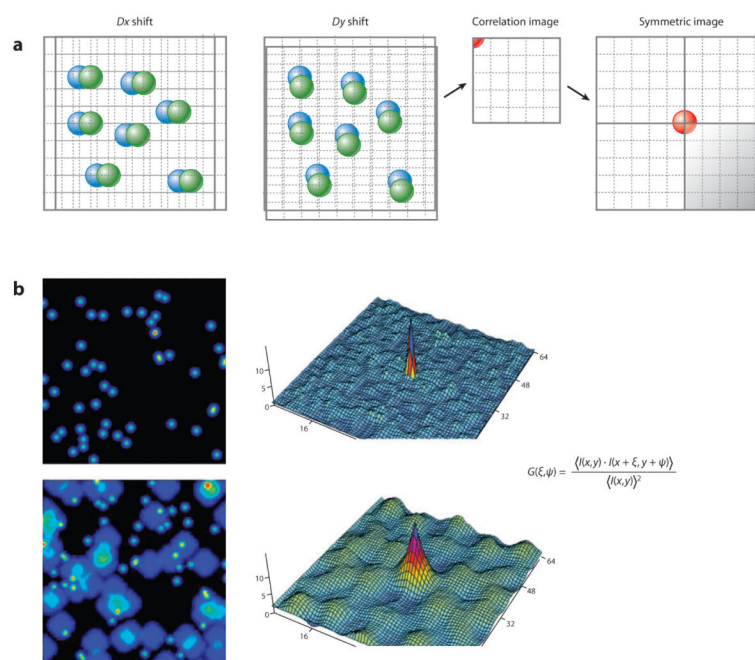 Dx shift
Dy shift
Correlation image
Symmetric image
a
b
10
5
0
16
32
48
64
G(ξ,ψ) = ⟨I(x,y) · I(x + ξ, y + ψ)⟩ / ⟨I(x,y)⟩²
10
5
0
16
32
48
64